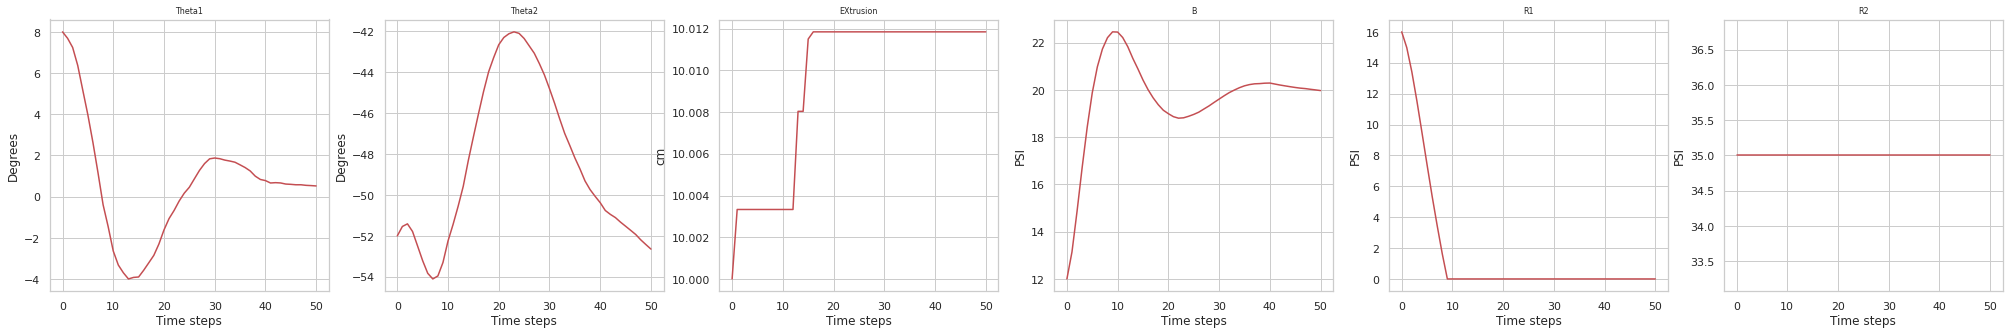 Theta1
8
6
4
2
0
−2
−4
Degrees
0 10 20 30 40 50
Time steps
Theta2
−42
−44
−46
−48
−50
−52
−54
Degrees
0 10 20 30 40 50
Time steps
EXtrusion
10.012
10.010
10.008
10.006
10.004
10.002
10.000
cm
0 10 20 30 40 50
Time steps
B
22
20
18
16
14
12
PSI
0 10 20 30 40 50
Time steps
R1
16
14
12
10
8
6
4
2
0
PSI
0 10 20 30 40 50
Time steps
R2
36.5
36.0
35.5
35.0
34.5
34.0
33.5
PSI
0 10 20 30 40 50
Time steps